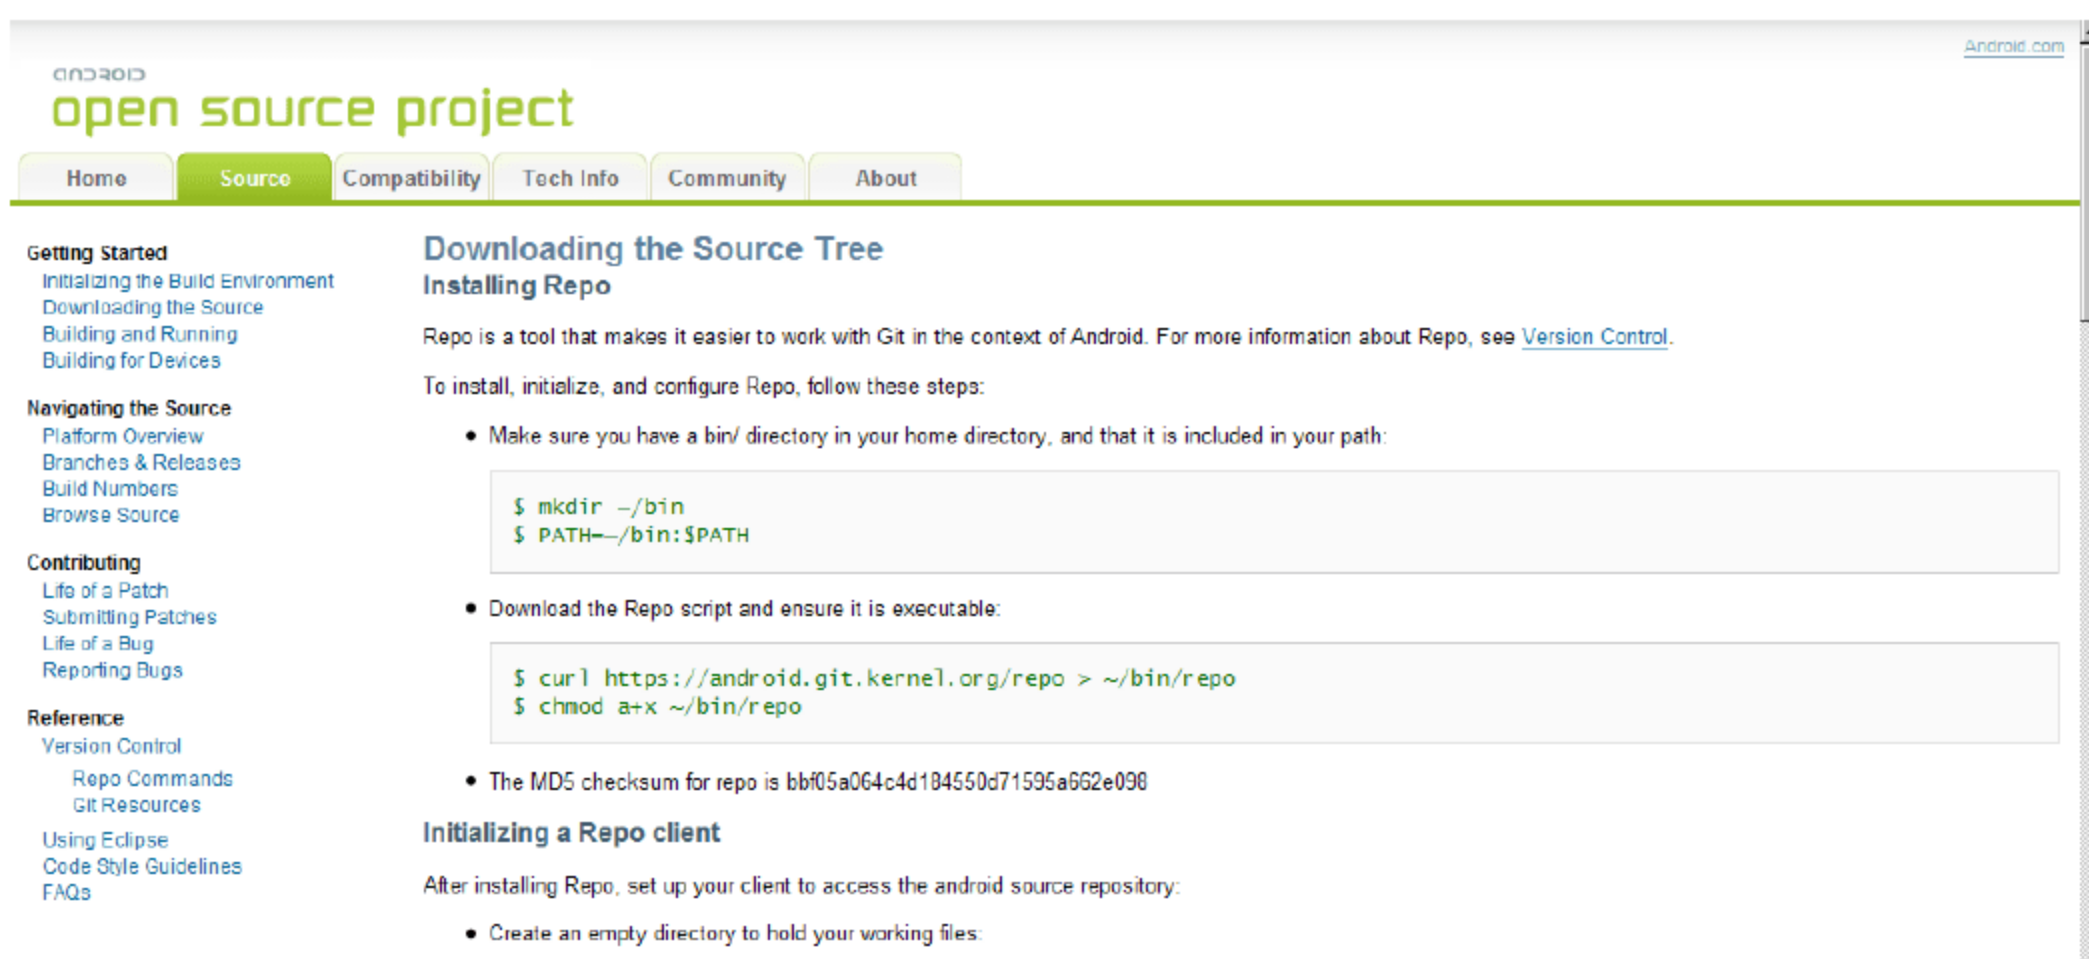 Android.com
ANDROID
open source project
Home Source Compatibility Tech Info Community About
Getting Started
Initializing the Build Environment
Downloading the Source
Building and Running
Building for Devices
Navigating the Source
Platform Overview
Branches & Releases
Build Numbers
Browse Source
Contributing
Life of a Patch
Submitting Patches
Life of a Bug
Reporting Bugs
Reference
Version Control
Repo Commands
Git Resources
Using Eclipse
Code Style Guidelines
FAQs
Downloading the Source Tree
Installing Repo
Repo is a tool that makes it easier to work with Git in the context of Android. For more information about Repo, see Version Control.
To install, initialize, and configure Repo, follow these steps:
• Make sure you have a bin/ directory in your home directory, and that it is included in your path:
$ mkdir ~/bin
$ PATH=~/bin:$PATH
• Download the Repo script and ensure it is executable:
$ curl https://android.git.kernel.org/repo > ~/bin/repo
$ chmod a+x ~/bin/repo
• The MD5 checksum for repo is bbf05a064c4d184550d71595a662e098
Initializing a Repo client
After installing Repo, set up your client to access the android source repository:
• Create an empty directory to hold your working files: